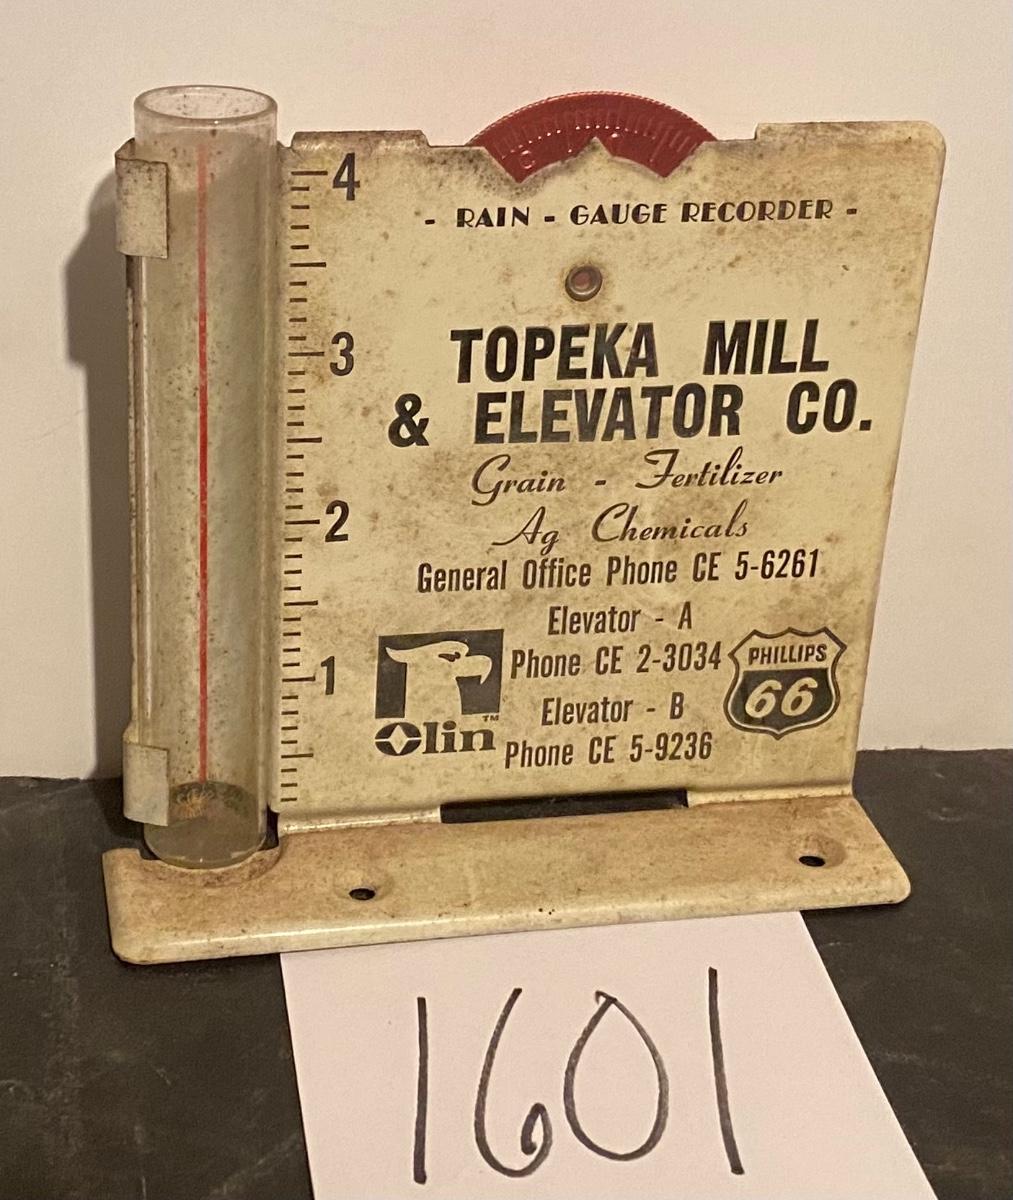 4
- RAIN - GAUGE RECORDER -
3
TOPEKA MILL
& ELEVATOR CO.
Grain - Fertilizer
2
Ag Chemicals
General Office Phone CE 5-6261
Elevator - A
Phone CE 2-3034
1
Elevator - B
Phone CE 5-9236
Olin™
PHILLIPS
66
1601